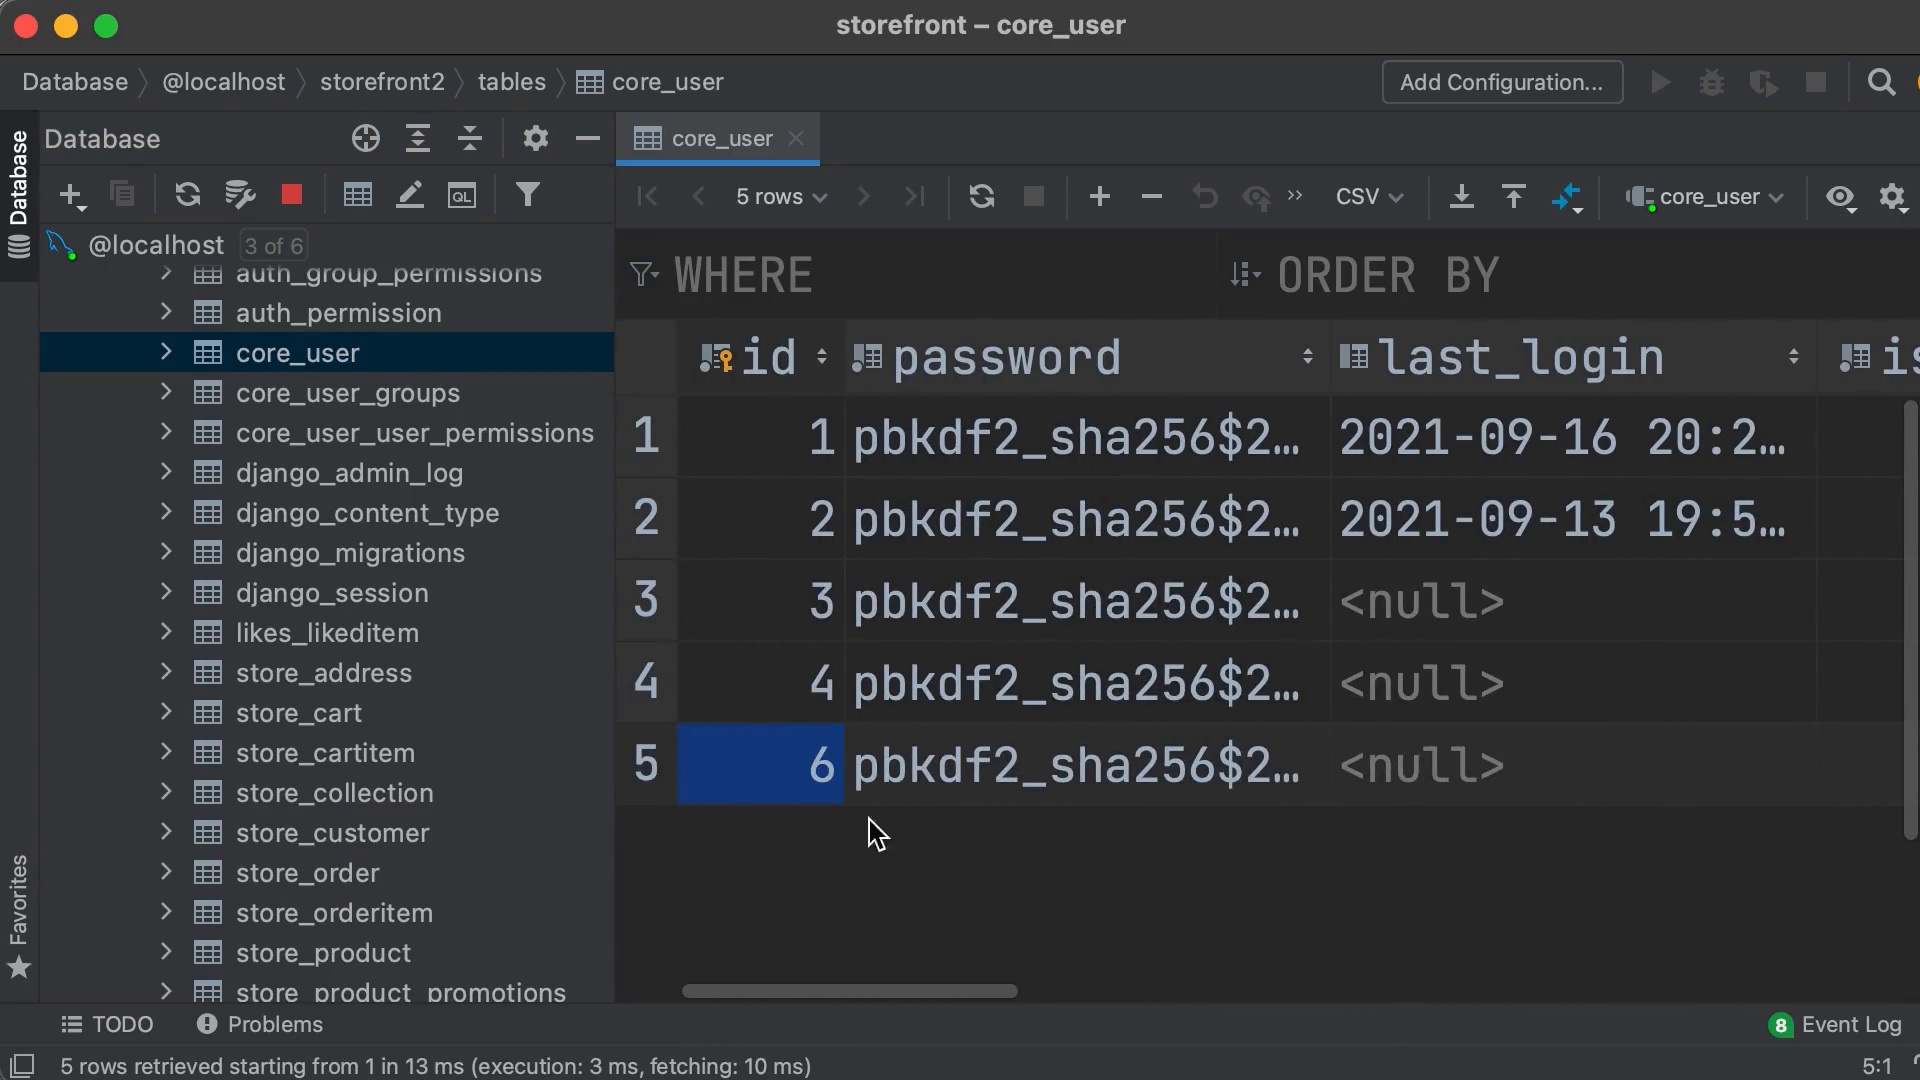 storefront – core_user
Database @localhost storefront2 tables core_user
Add Configuration...
Database
Favorites
Database
QL
@localhost 3 of 6
auth_group_permissions
auth_permission
core_user
core_user_groups
core_user_user_permissions
django_admin_log
django_content_type
django_migrations
django_session
likes_likeditem
store_address
store_cart
store_cartitem
store_collection
store_customer
store_order
store_orderitem
store_product
store_product_promotions
core_user
5 rows CSV core_user
WHERE ORDER BY
id password last_login is
1 1 pbkdf2_sha256$2… 2021-09-16 20:2…
2 2 pbkdf2_sha256$2… 2021-09-13 19:5…
3 3 pbkdf2_sha256$2… <null>
4 4 pbkdf2_sha256$2… <null>
5 6 pbkdf2_sha256$2… <null>
TODO Problems
8 Event Log
5 rows retrieved starting from 1 in 13 ms (execution: 3 ms, fetching: 10 ms)
5:1